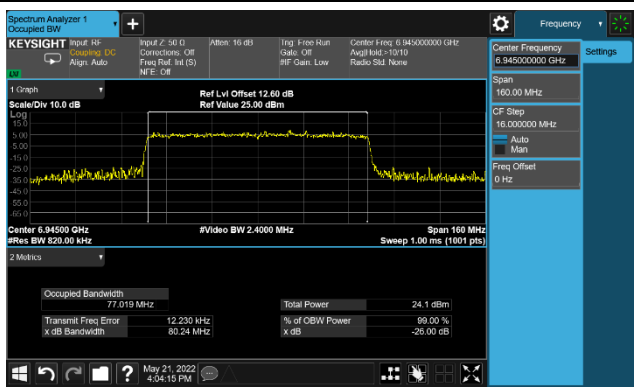 Spectrum Analyzer 1
Occupied BW
Frequency
KEYSIGHT
Input: RF
Coupling: DC
Align: Auto
Input Z: 50 Ω
Corrections: Off
Freq Ref: Int (S)
NFE: Off
Atten: 16 dB
Trig: Free Run
Gate: Off
#IF Gain: Low
Center Freq: 6.945000000 GHz
Avg|Hold:>10/10
Radio Std: None
Center Frequency
6.945000000 GHz
Settings
Span
160.00 MHz
CF Step
16.000000 MHz
Auto
Man
Freq Offset
0 Hz
1 Graph
Scale/Div 10.0 dB
Ref Lvl Offset 12.60 dB
Ref Value 25.00 dBm
Log
15.0
5.00
-5.00
-15.0
-25.0
-35.0
-45.0
-55.0
-65.0
Center 6.94500 GHz
#Res BW 820.00 kHz
#Video BW 2.4000 MHz
Span 160 MHz
Sweep 1.00 ms (1001 pts)
2 Metrics
Occupied Bandwidth
77.019 MHz
Total Power 24.1 dBm
Transmit Freq Error 12.230 kHz
% of OBW Power 99.00 %
x dB Bandwidth 80.24 MHz
x dB -26.00 dB
?
May 21, 2022
4:04:15 PM